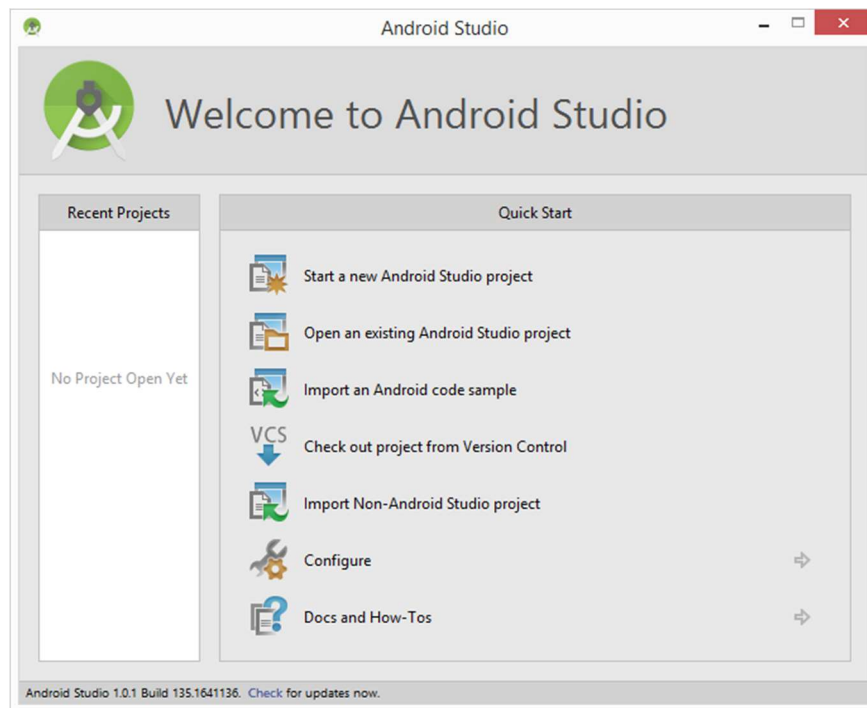 Android Studio
Welcome to Android Studio
Recent Projects
No Project Open Yet
Quick Start
Start a new Android Studio project
Open an existing Android Studio project
Import an Android code sample
VCS
Check out project from Version Control
Import Non-Android Studio project
Configure
Docs and How-Tos
Android Studio 1.0.1 Build 135.1641136. Check for updates now.